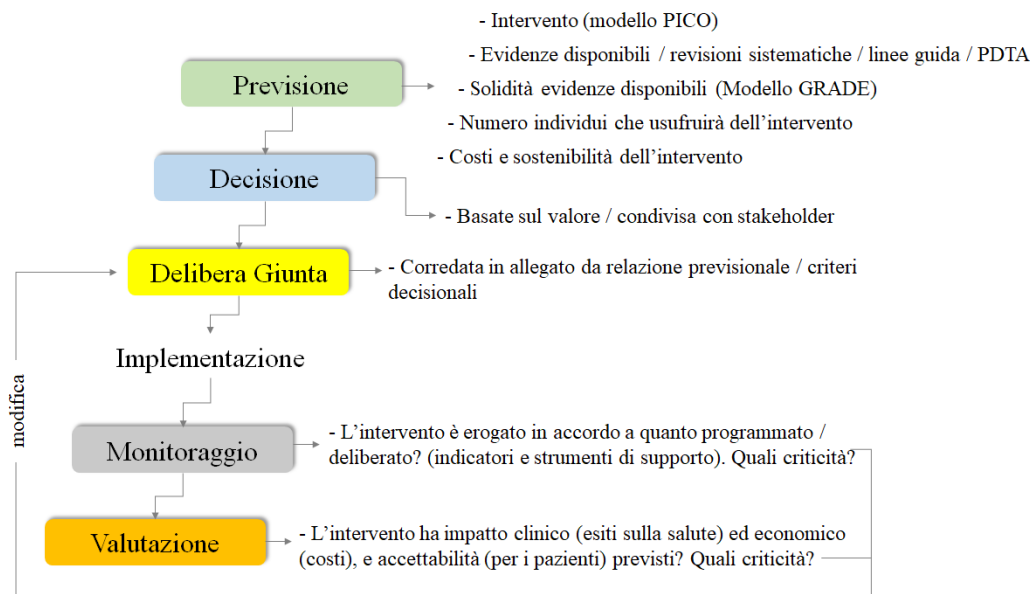 - Intervento (modello PICO)
- Evidenze disponibili / revisioni sistematiche / linee guida / PDTA
Previsione
- Solidità evidenze disponibili (Modello GRADE)
- Numero individui che usufruirà dell'intervento
- Costi e sostenibilità dell'intervento
Decisione
- Basate sul valore / condivisa con stakeholder
Delibera Giunta
- Corredata in allegato da relazione previsionale / criteri
decisionali
Implementazione
modifica
Monitoraggio
- L'intervento è erogato in accordo a quanto programmato /
deliberato? (indicatori e strumenti di supporto). Quali criticità?
Valutazione
- L'intervento ha impatto clinico (esiti sulla salute) ed economico
(costi), e accettabilità (per i pazienti) previsti? Quali criticità?